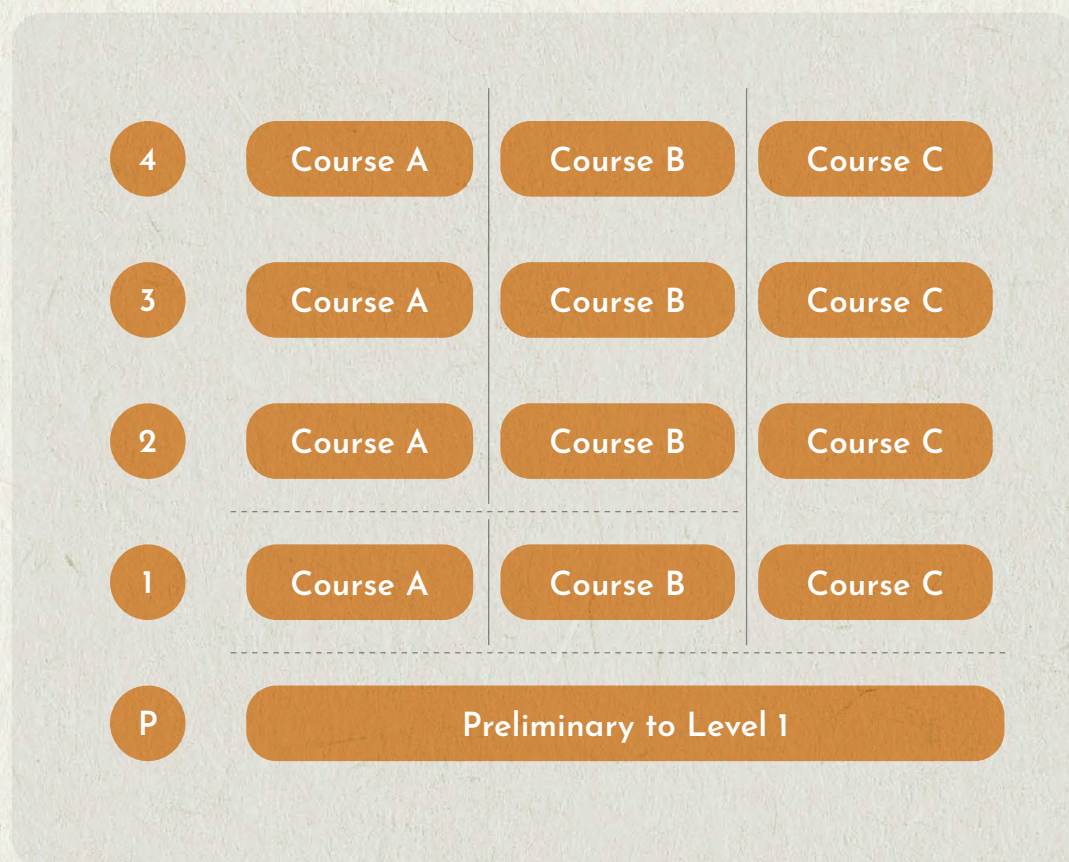 4 Course A Course B Course C
3 Course A Course B Course C
2 Course A Course B Course C
1 Course A Course B Course C
P Preliminary to Level 1